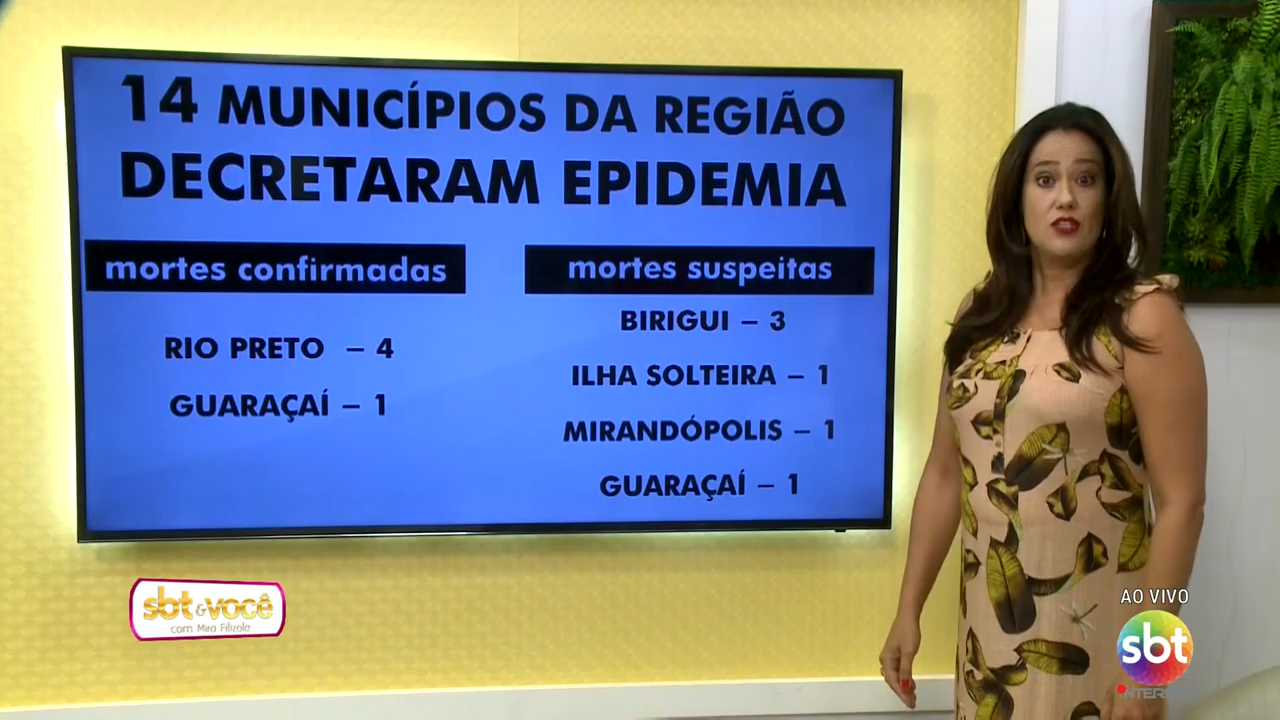 14 MUNICÍPIOS DA REGIÃO
DECRETARAM EPIDEMIA
mortes confirmadas
RIO PRETO – 4
GUARAÇAÍ – 1
mortes suspeitas
BIRIGUI – 3
ILHA SOLTEIRA – 1
MIRANDÓPOLIS – 1
GUARAÇAÍ – 1
sbt & você
com Mira Filizola
AO VIVO
sbt